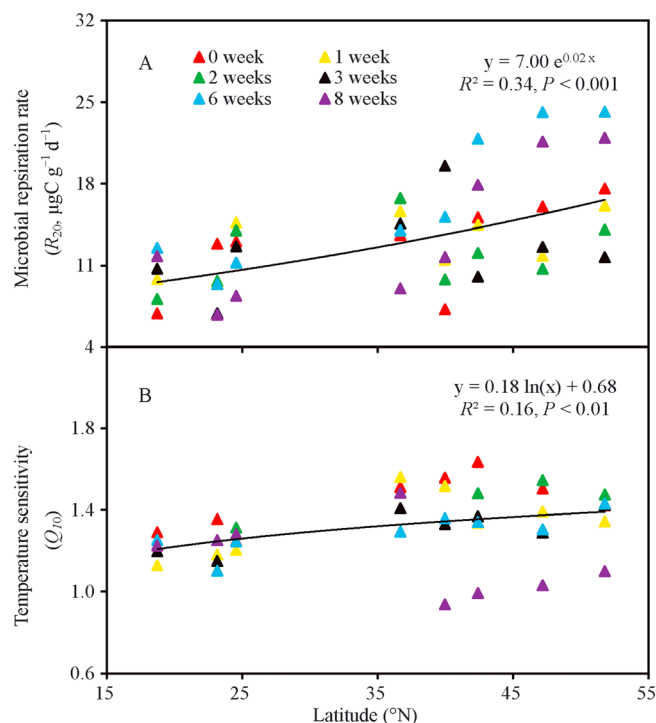 32
25
18
11
4
Microbial repsiration rate
(R₂₀, μgC g⁻¹ d⁻¹)
A
0 week
1 week
2 weeks
3 weeks
6 weeks
8 weeks
y = 7.00 e^0.02 x
R² = 0.34, P < 0.001
2.2
1.8
1.4
1.0
0.6
Temperature sensitivity
(Q₁₀)
B
y = 0.18 ln(x) + 0.68
R² = 0.16, P < 0.01
15
25
35
45
55
Latitude (°N)